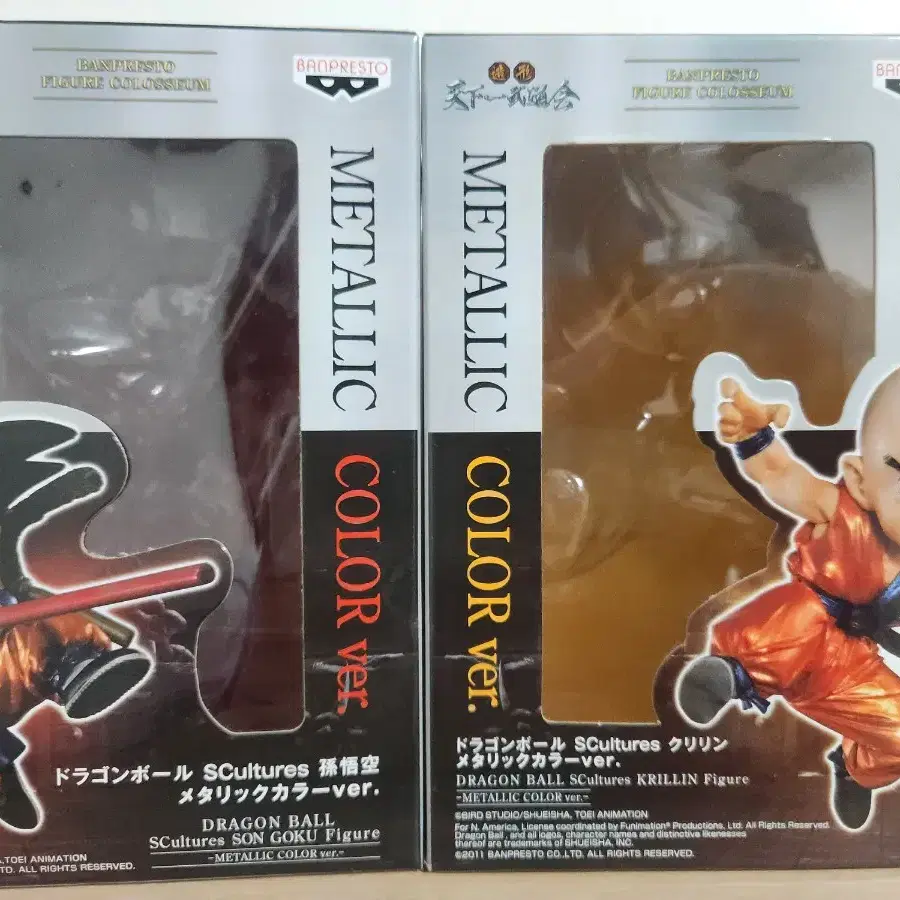 BANPRESTO
FIGURE COLOSSEUM
BANPRESTO
METALLIC
COLOR ver.
ドラゴンボール SCultures 孫悟空
メタリックカラーver.
DRAGON BALL
SCultures SON GOKU Figure
-METALLIC COLOR ver.-
TOEI ANIMATION
TD. ALL RIGHTS RESERVED.
造形
天下一武道会
BANPRESTO
FIGURE COLOSSEUM
BAN
METALLIC
COLOR ver.
ドラゴンボール SCultures クリリン
メタリックカラーver.
DRAGON BALL SCultures KRILLIN Figure
-METALLIC COLOR ver.-
©BIRD STUDIO/SHUEISHA, TOEI ANIMATION
For N. America, License coordinated by Funimation® Productions, Ltd. All Rights Reserved.
Dragon Ball, and all logos, character names and distinctive likenesses
thereof are trademarks of SHUEISHA, INC.
©2011 BANPRESTO CO.,LTD. ALL RIGHTS RESERVED.